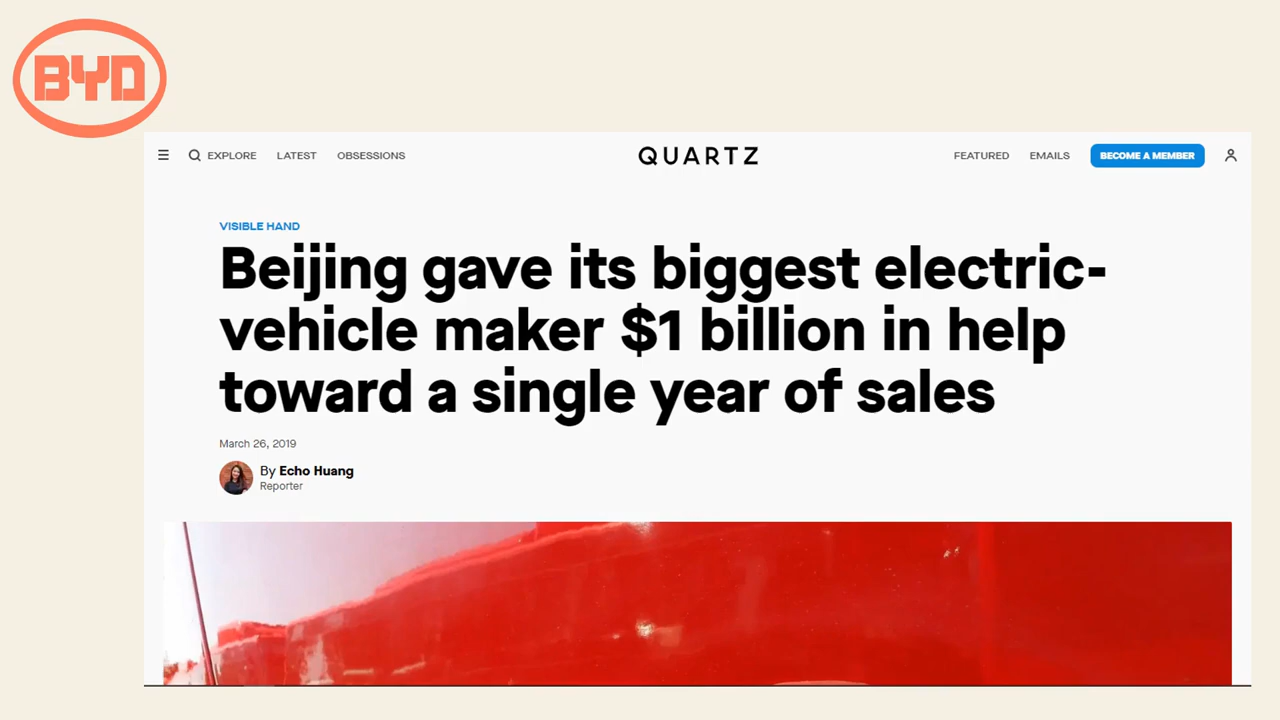 BYD
EXPLORE LATEST OBSESSIONS QUARTZ FEATURED EMAILS BECOME A MEMBER
VISIBLE HAND
Beijing gave its biggest electric-
vehicle maker $1 billion in help
toward a single year of sales
March 26, 2019
By Echo Huang
Reporter